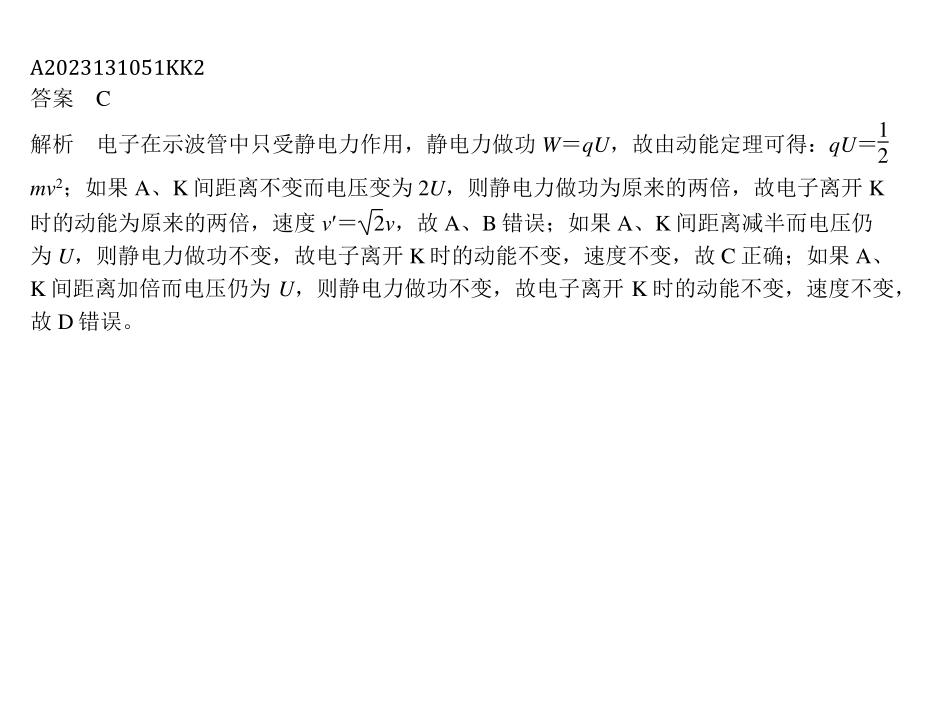 A2023131051KK2
答案　C
解析　电子在示波管中只受静电力作用，静电力做功 W＝qU，故由动能定理可得：qU＝1/2
mv²；如果 A、K 间距离不变而电压变为 2U，则静电力做功为原来的两倍，故电子离开 K
时的动能为原来的两倍，速度 v′＝√2v，故 A、B 错误；如果 A、K 间距离减半而电压仍
为 U，则静电力做功不变，故电子离开 K 时的动能不变，速度不变，故 C 正确；如果 A、
K 间距离加倍而电压仍为 U，则静电力做功不变，故电子离开 K 时的动能不变，速度不变，
故 D 错误。